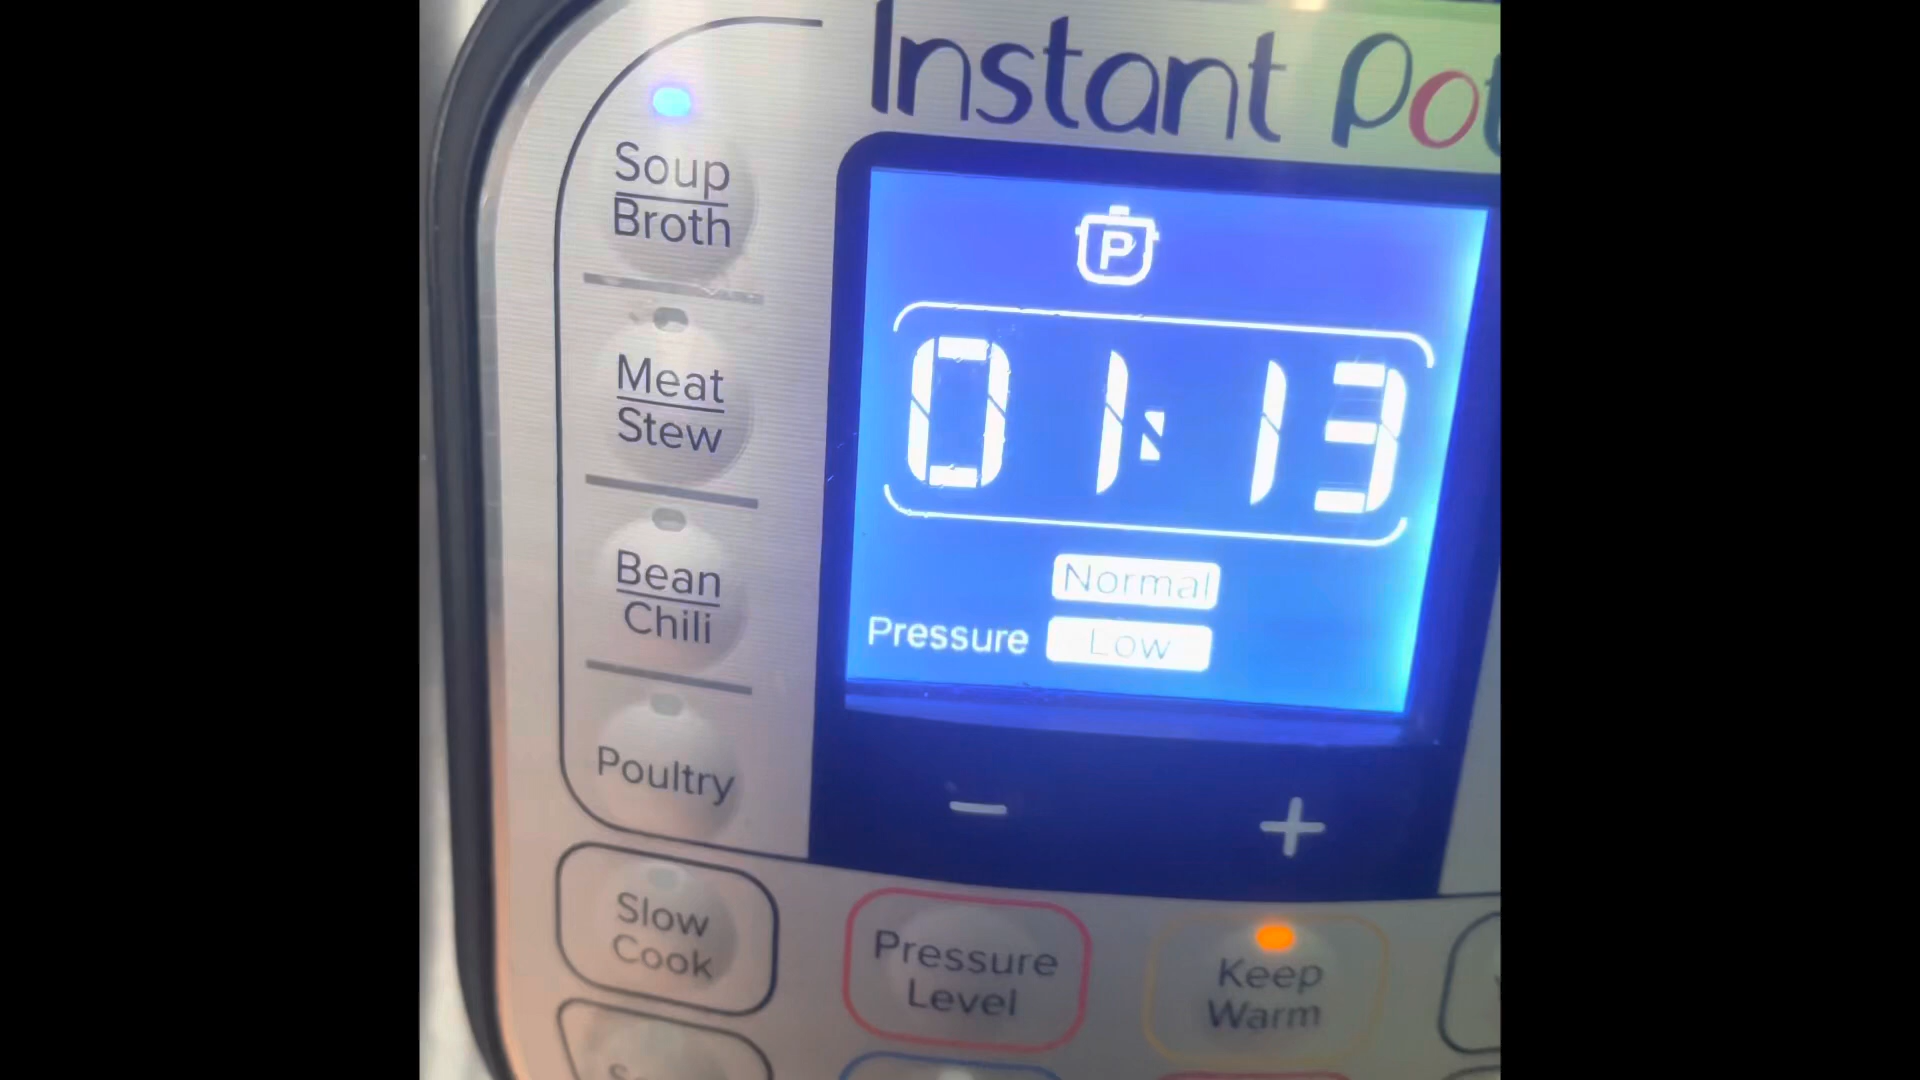 Instant Pot
Soup
Broth
P
01:13
Meat
Stew
Normal
Pressure Low
Bean
Chili
Poultry
− +
Slow
Cook
Pressure
Level
Keep
Warm